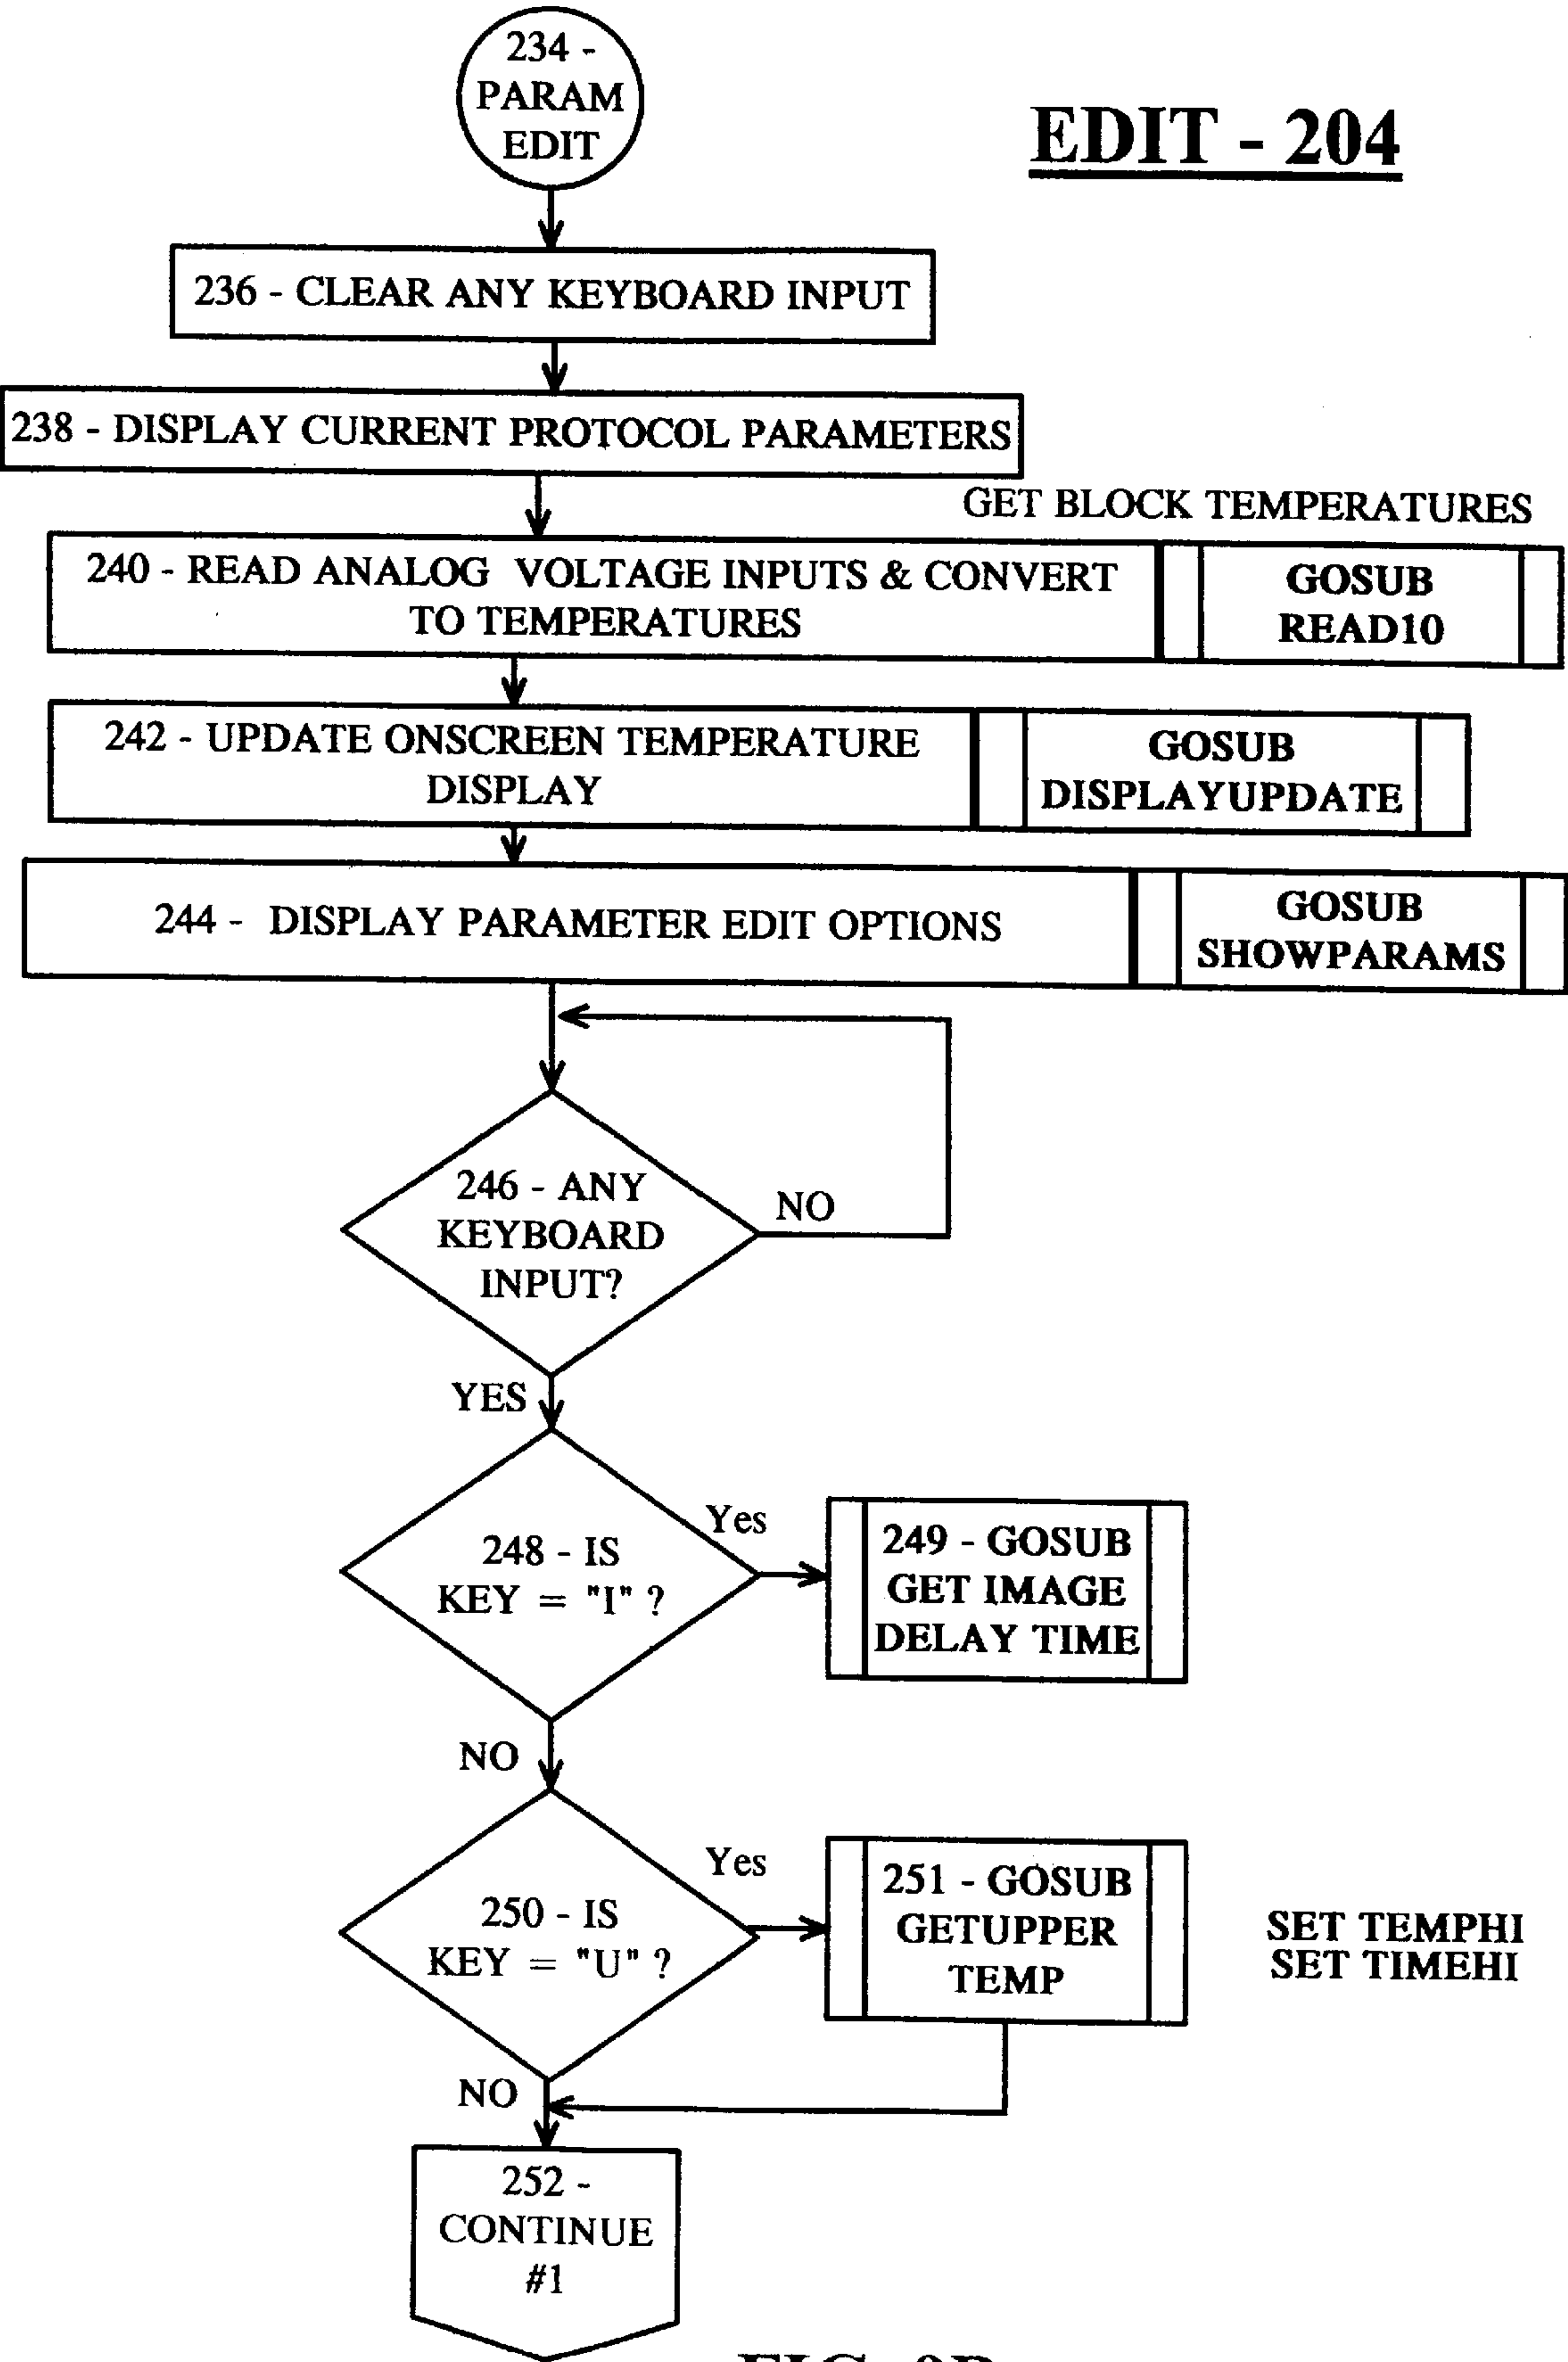 234 -
PARAM
EDIT
EDIT - 204
236 - CLEAR ANY KEYBOARD INPUT
238 - DISPLAY CURRENT PROTOCOL PARAMETERS
GET BLOCK TEMPERATURES
240 - READ ANALOG VOLTAGE INPUTS & CONVERT
TO TEMPERATURES
GOSUB
READ10
242 - UPDATE ONSCREEN TEMPERATURE
DISPLAY
GOSUB
DISPLAYUPDATE
244 - DISPLAY PARAMETER EDIT OPTIONS
GOSUB
SHOWPARAMS
246 - ANY
KEYBOARD
INPUT?
NO
YES
248 - IS
KEY = "I" ?
Yes
249 - GOSUB
GET IMAGE
DELAY TIME
NO
250 - IS
KEY = "U" ?
Yes
251 - GOSUB
GETUPPER
TEMP
SET TEMPHI
SET TIMEHI
NO
252 -
CONTINUE
#1